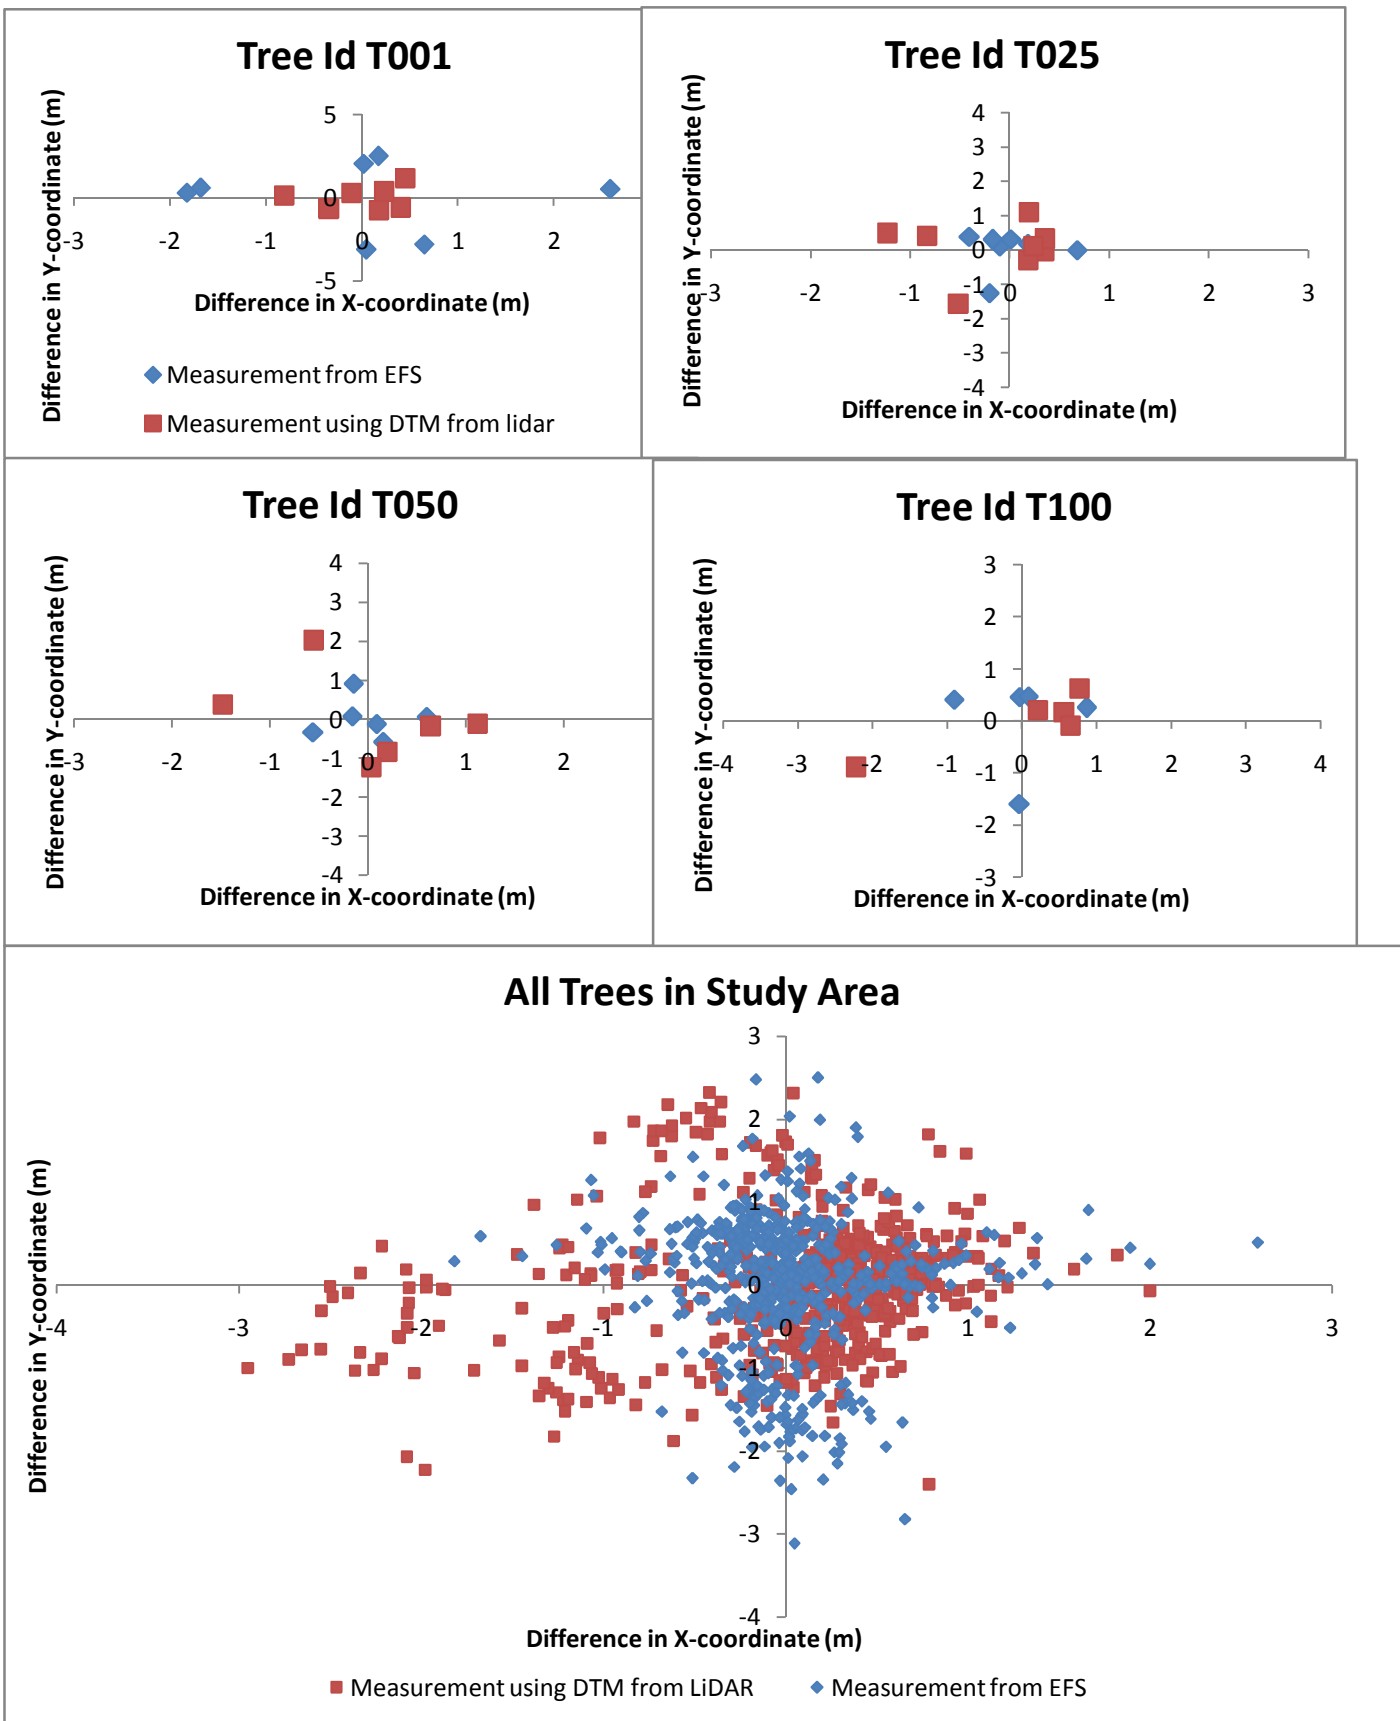 Tree Id T001
Difference in Y-coordinate (m)
5
0
-5
-3 -2 -1 0 1 2
Difference in X-coordinate (m)
Measurement from EFS
Measurement using DTM from lidar
Tree Id T025
Difference in Y-coordinate (m)
4
3
2
1
0
-1
-2
-3
-4
-3 -2 -1 0 1 2 3
Difference in X-coordinate (m)
Tree Id T050
Difference in Y-coordinate (m)
4
3
2
1
0
-1
-2
-3
-4
-3 -2 -1 0 1 2
Difference in X-coordinate (m)
Tree Id T100
Difference in Y-coordinate (m)
3
2
1
0
-1
-2
-3
-4 -3 -2 -1 0 1 2 3 4
Difference in X-coordinate (m)
All Trees in Study Area
Difference in Y-coordinate (m)
3
2
1
0
-1
-2
-3
-4
-4 -3 -2 -1 0 1 2 3
Difference in X-coordinate (m)
Measurement using DTM from LiDAR Measurement from EFS